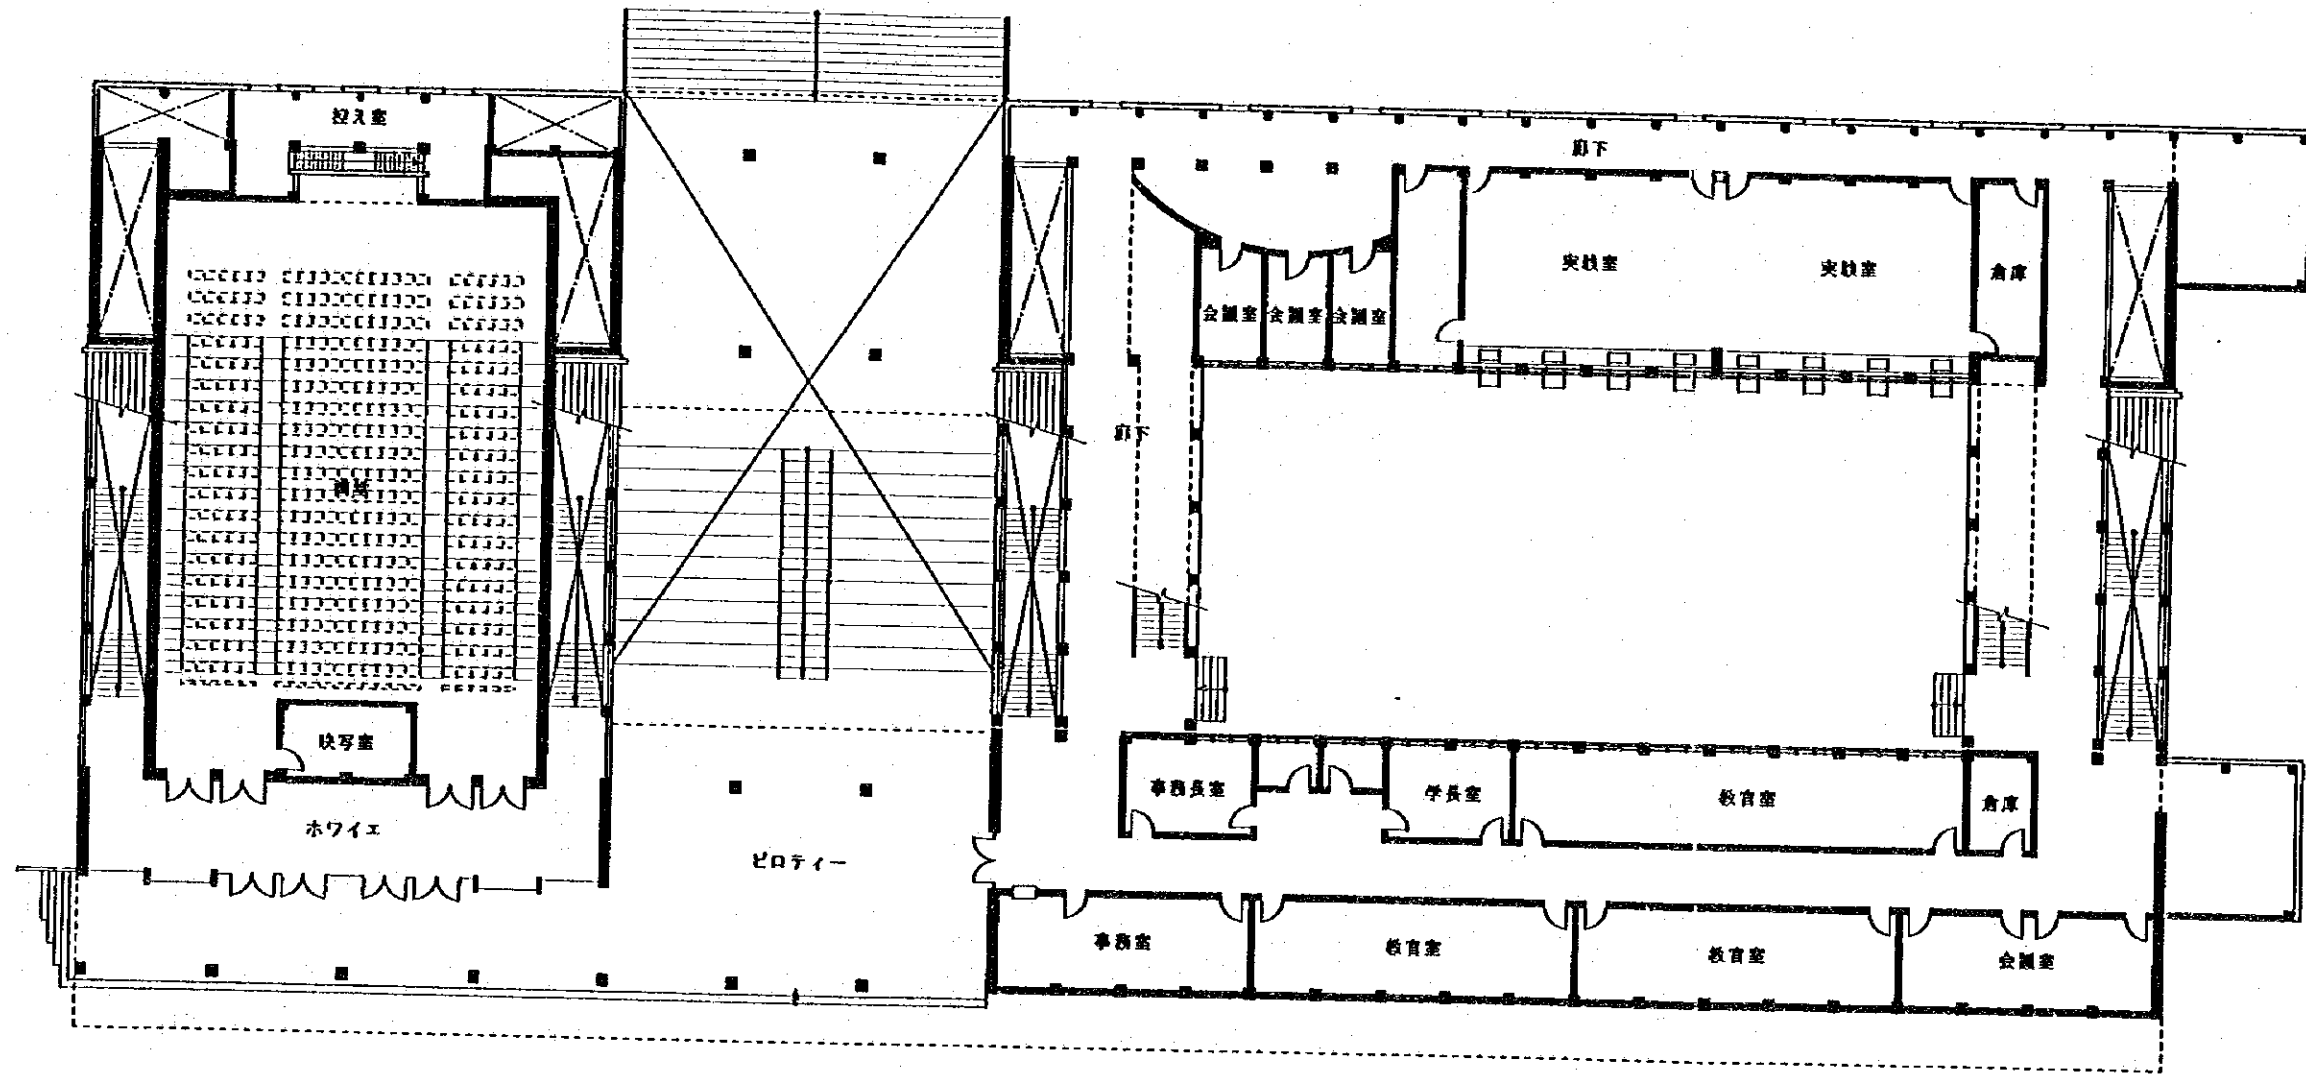 控え室
廊下
実験室
実験室
倉庫
会議室
会議室
会議室
廊下
講堂
映写室
事務長室
学長室
教官室
倉庫
ホワイエ
ピロティー
事務室
教官室
教官室
会議室